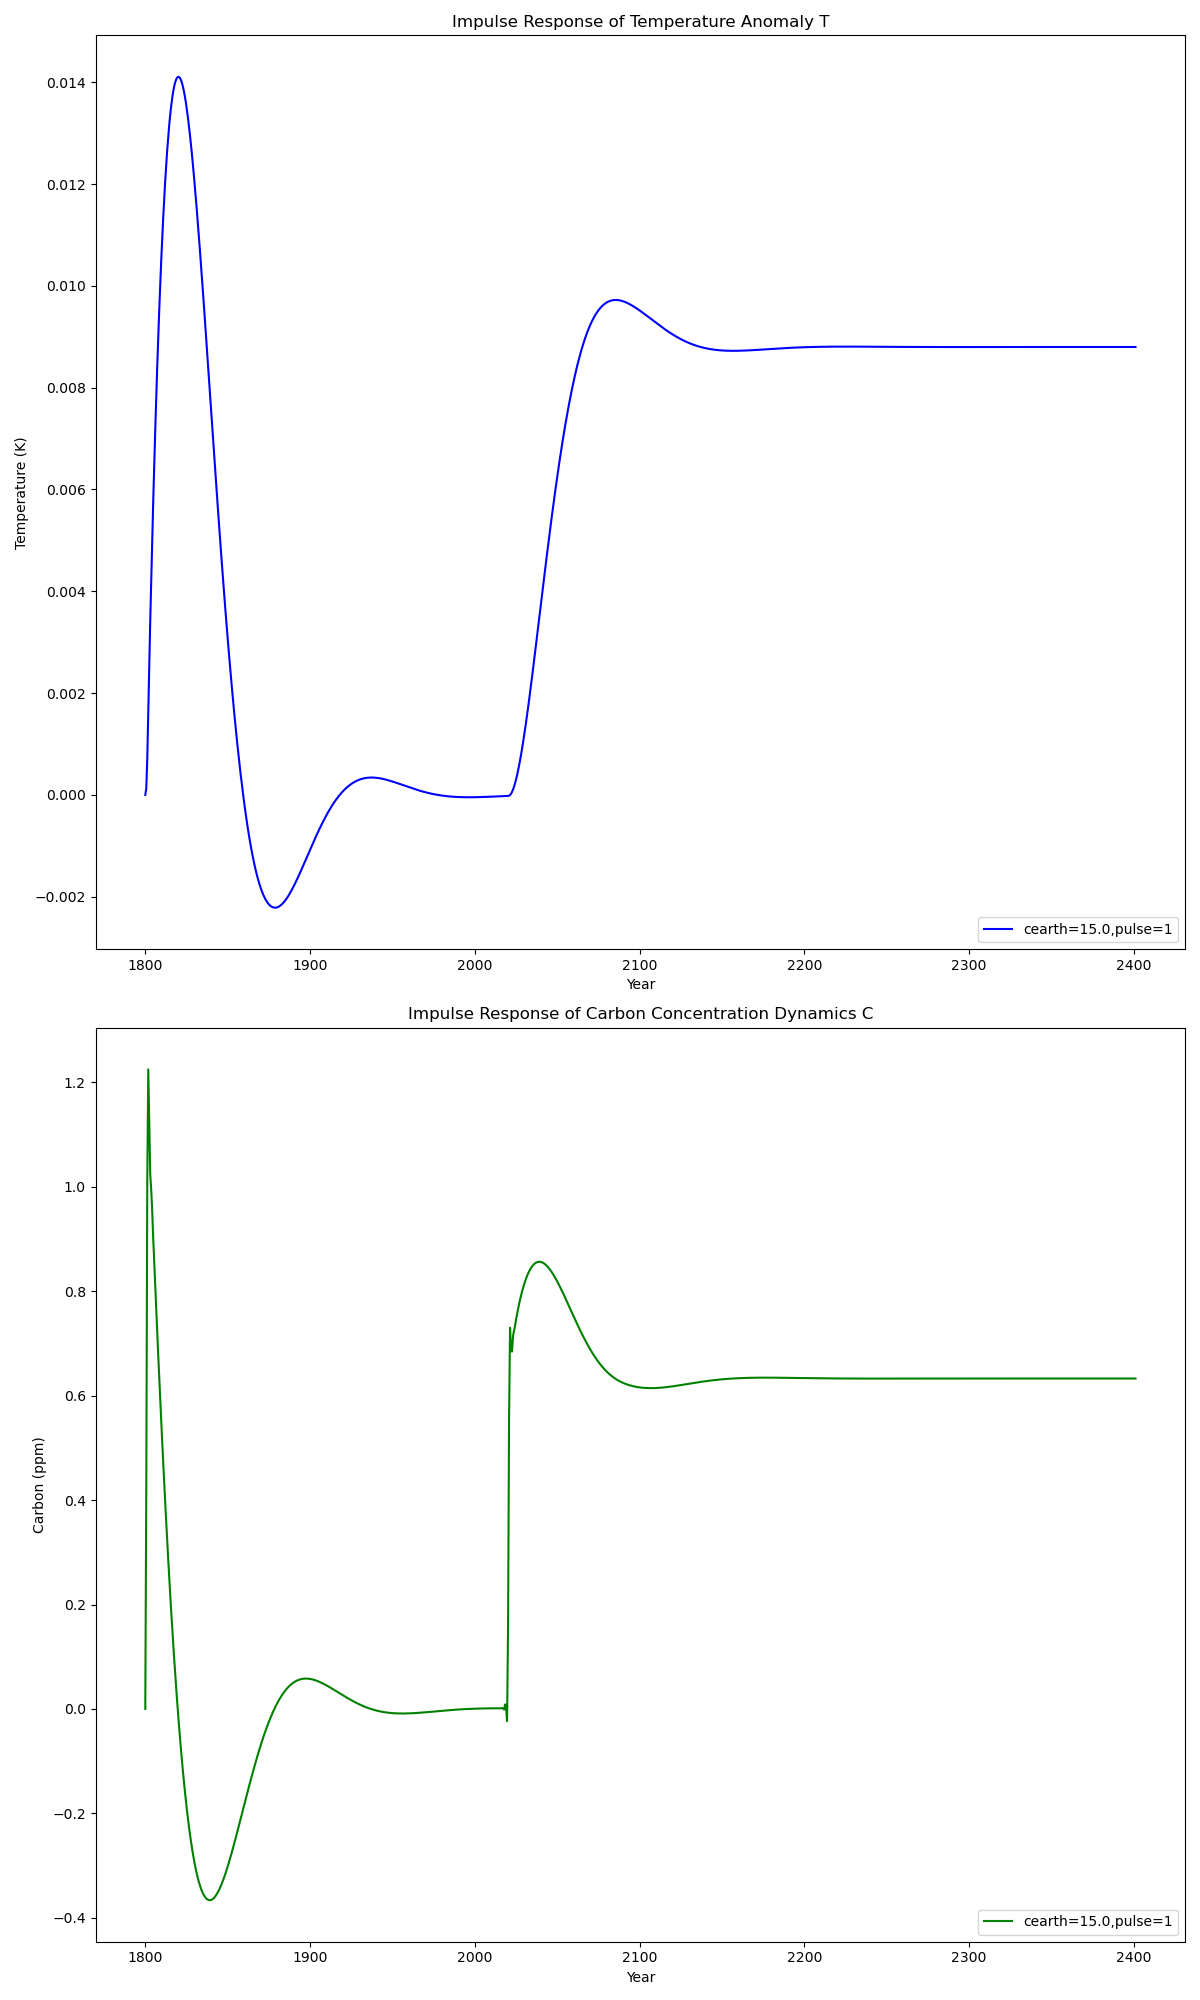 Impulse Response of Temperature Anomaly T
0.014
0.012
0.010
0.008
0.006
0.004
0.002
0.000
−0.002
Temperature (K)
cearth=15.0,pulse=1
1800 1900 2000 2100 2200 2300 2400
Year
Impulse Response of Carbon Concentration Dynamics C
1.2
1.0
0.8
0.6
0.4
0.2
0.0
−0.2
−0.4
Carbon (ppm)
cearth=15.0,pulse=1
1800 1900 2000 2100 2200 2300 2400
Year